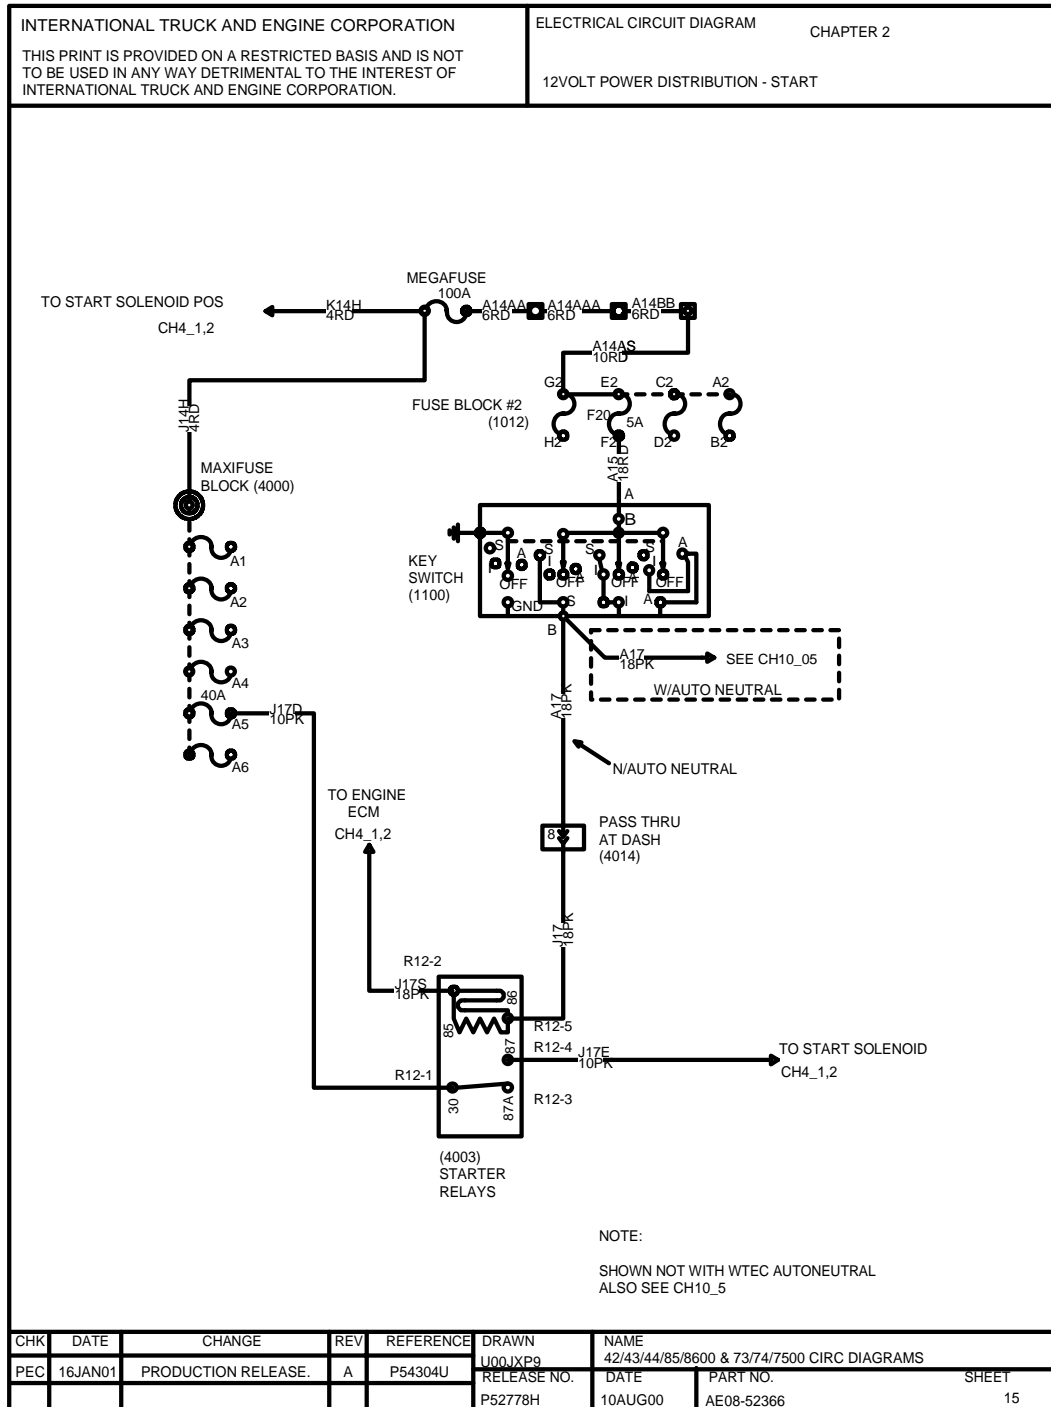 INTERNATIONAL TRUCK AND ENGINE CORPORATION
THIS PRINT IS PROVIDED ON A RESTRICTED BASIS AND IS NOT
TO BE USED IN ANY WAY DETRIMENTAL TO THE INTEREST OF
INTERNATIONAL TRUCK AND ENGINE CORPORATION.
ELECTRICAL CIRCUIT DIAGRAM
CHAPTER 2
12VOLT POWER DISTRIBUTION - START
MEGAFUSE
100A
TO START SOLENOID POS
CH4_1,2
K14H
4RD
A14AA
6RD
A14AAA
6RD
A14BB
6RD
A14AS
10RD
J14H
4RD
G2
E2
C2
A2
FUSE BLOCK #2
(1012)
F20
5A
H2
F2
D2
B2
A15
18RD
MAXIFUSE
BLOCK (4000)
A
B
KEY
SWITCH
(1100)
S
I
A
OFF
S
I
A
OFF
S
I
A
OFF
S
I
A
OFF
GND
S
I
A
B
A1
A2
A3
A4
40A
A5
A6
J17D
10PK
A17
18PK
SEE CH10_05
W/AUTO NEUTRAL
A17
18PK
N/AUTO NEUTRAL
TO ENGINE
ECM
CH4_1,2
8
PASS THRU
AT DASH
(4014)
J17
18PK
R12-2
J17S
18PK
86
85
R12-5
87
R12-4
J17E
10PK
TO START SOLENOID
CH4_1,2
R12-1
30
87A
R12-3
(4003)
STARTER
RELAYS
NOTE:
SHOWN NOT WITH WTEC AUTONEUTRAL
ALSO SEE CH10_5
CHK DATE CHANGE REV REFERENCE
PEC 16JAN01 PRODUCTION RELEASE. A P54304U
DRAWN
U00JXP9
NAME
42/43/44/85/8600 & 73/74/7500 CIRC DIAGRAMS
RELEASE NO.
P52778H
DATE
10AUG00
PART NO.
AE08-52366
SHEET
15